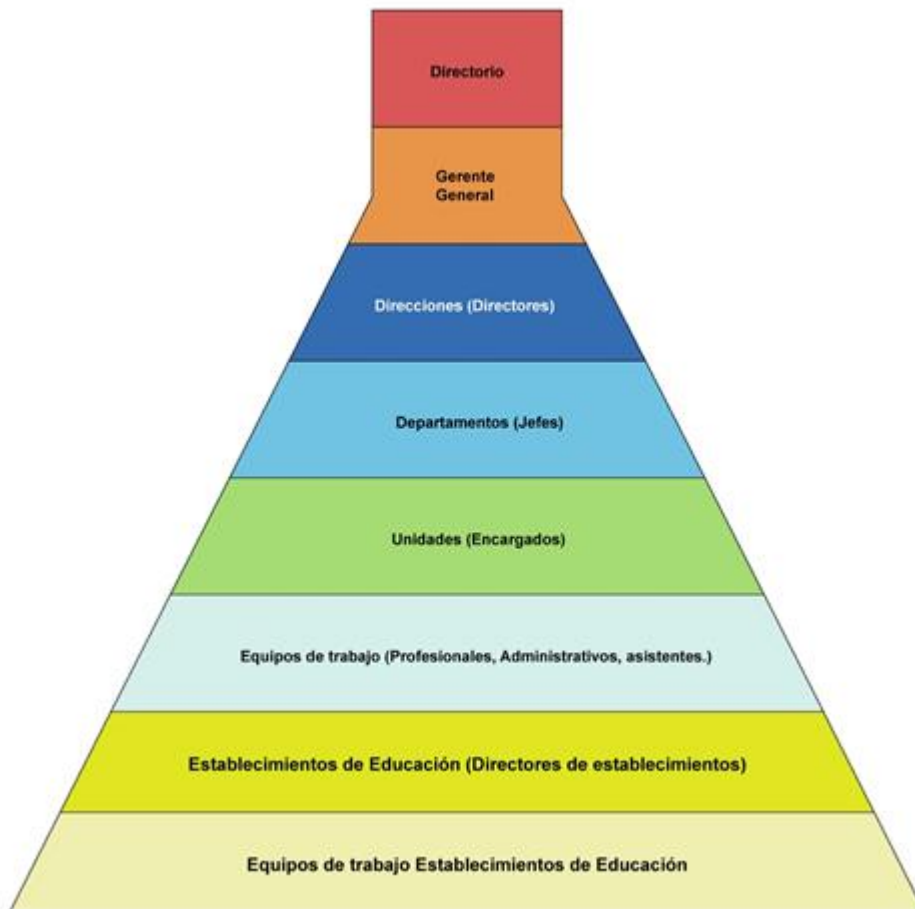 Directorio
Gerente
General
Direcciones (Directores)
Departamentos (Jefes)
Unidades (Encargados)
Equipos de trabajo (Profesionales, Administrativos, asistentes.)
Establecimientos de Educación (Directores de establecimientos)
Equipos de trabajo Establecimientos de Educación